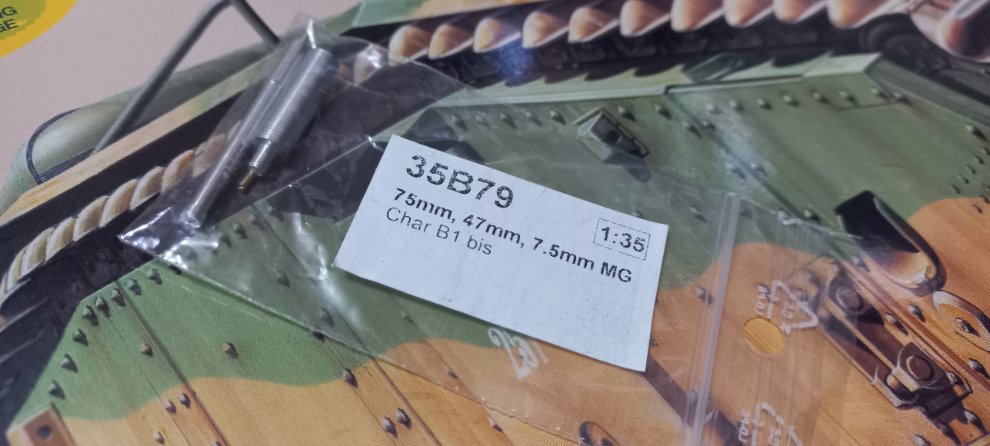 35B79
75mm, 47mm, 7.5mm MG
Char B1 bis
1:35